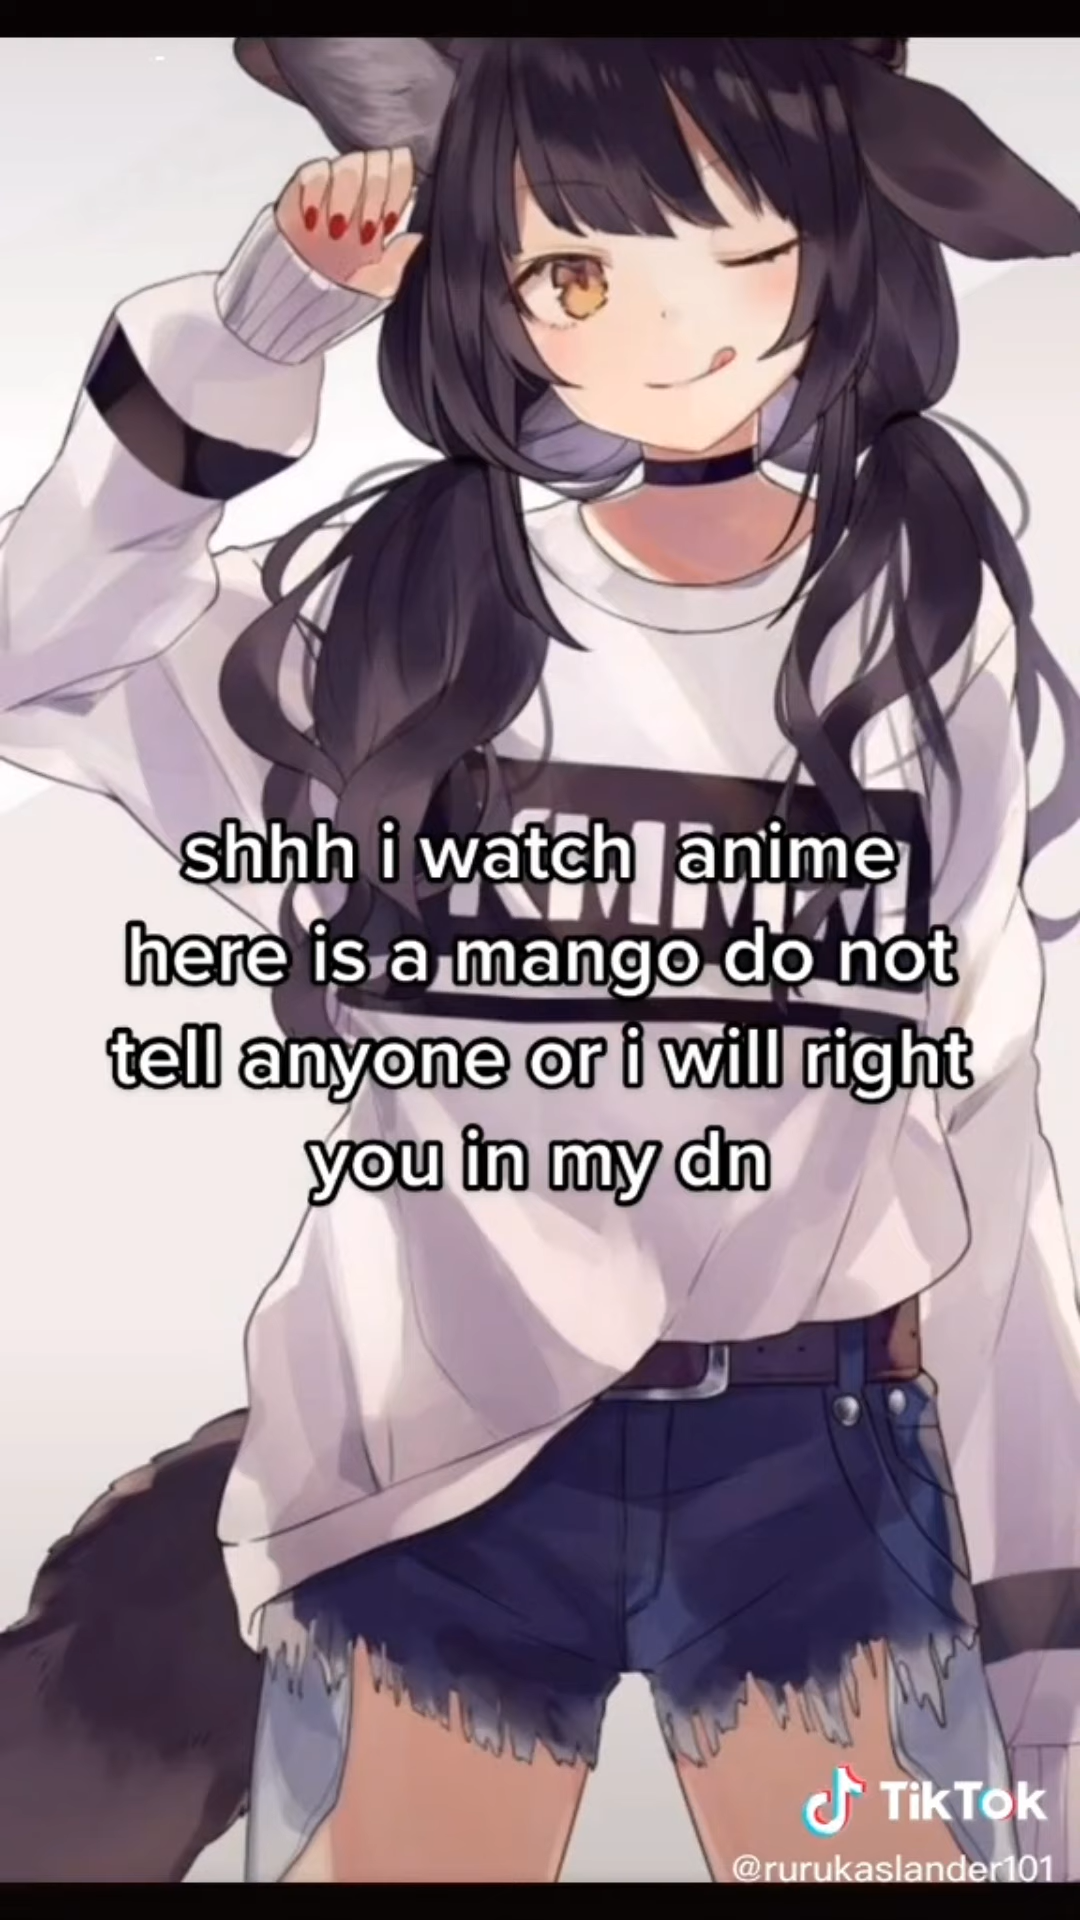 shhh i watch anime
here is a mango do not
tell anyone or i will right
you in my dn
TikTok
@rurukaslander101